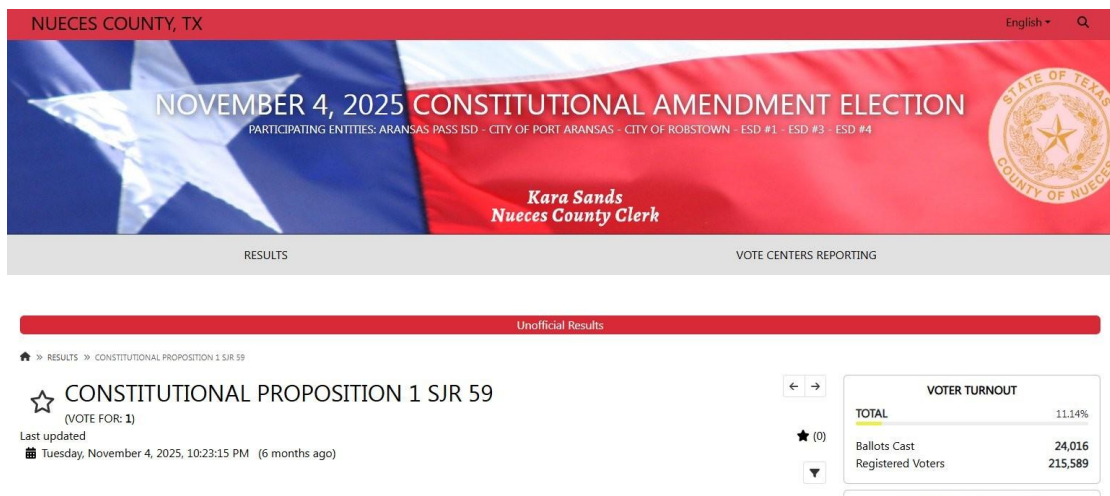 NUECES COUNTY, TX
English
NOVEMBER 4, 2025 CONSTITUTIONAL AMENDMENT ELECTION
PARTICIPATING ENTITIES: ARANSAS PASS ISD - CITY OF PORT ARANSAS - CITY OF ROBSTOWN - ESD #1 - ESD #3 - ESD #4
STATE OF TEXAS
COUNTY OF NUECES
Kara Sands
Nueces County Clerk
RESULTS
VOTE CENTERS REPORTING
Unofficial Results
» RESULTS » CONSTITUTIONAL PROPOSITION 1 SJR 59
CONSTITUTIONAL PROPOSITION 1 SJR 59
(VOTE FOR: 1)
Last updated
Tuesday, November 4, 2025, 10:23:15 PM (6 months ago)
(0)
VOTER TURNOUT
TOTAL 11.14%
Ballots Cast 24,016
Registered Voters 215,589